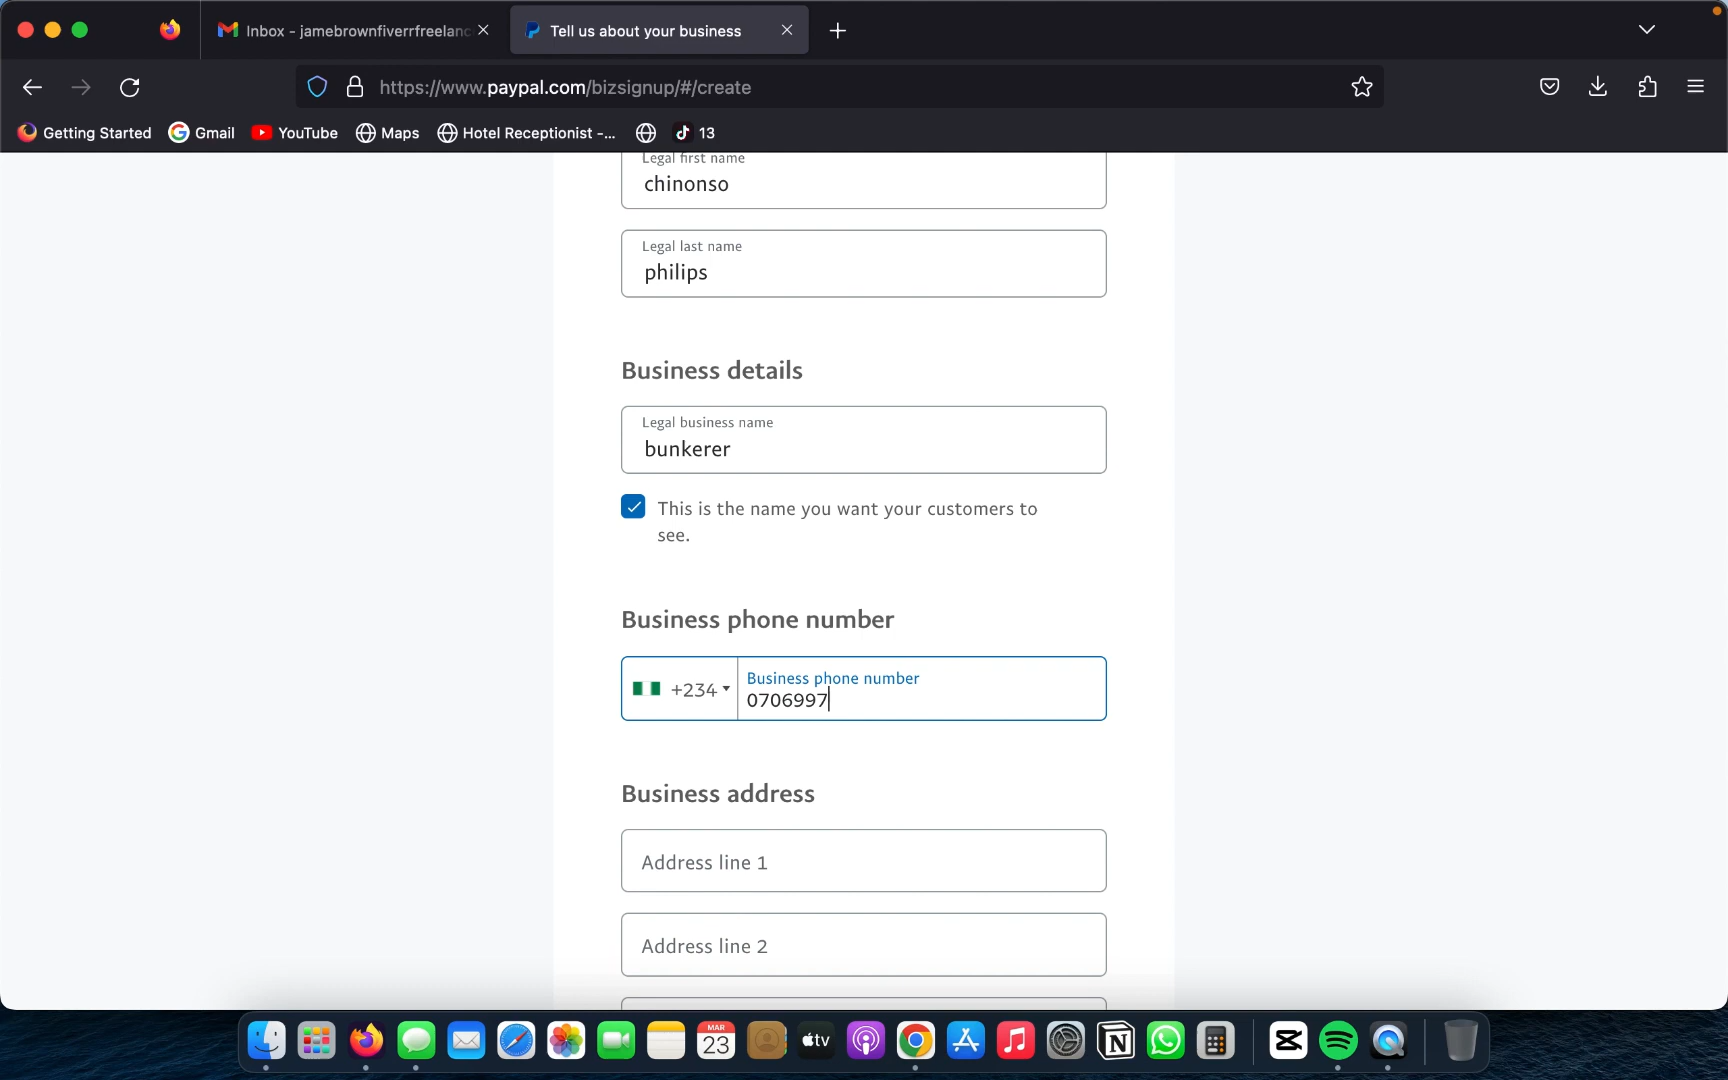 Inbox - jamebrownfiverrfreelanc
Tell us about your business
https://www.paypal.com/bizsignup/#/create
Getting Started
Gmail
YouTube
Maps
Hotel Receptionist -...
13
Legal first name
chinonso
Legal last name
philips
Business details
Legal business name
bunkerer
This is the name you want your customers to
see.
Business phone number
+234
Business phone number
0706997
Business address
Address line 1
Address line 2
MAR
23
tv